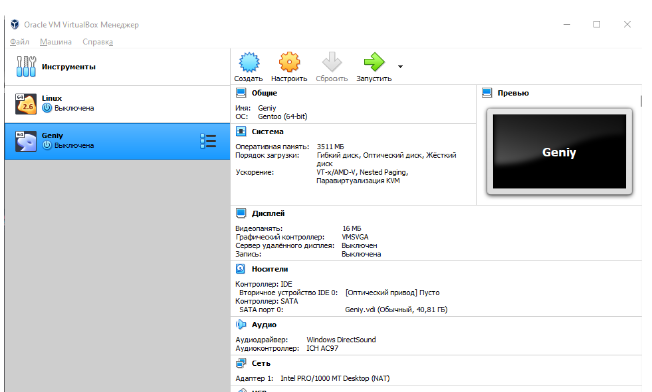 Oracle VM VirtualBox Менеджер
Файл Машина Справка
Инструменты
Создать Настроить Сбросить Запустить
64
2.6
Linux
Выключена
64
Geniy
Выключена
Общие
Имя: Geniy
ОС: Gentoo (64-bit)
Превью
Geniy
Система
Оперативная память: 3511 МБ
Порядок загрузки: Гибкий диск, Оптический диск, Жёсткий
диск
Ускорение: VT-x/AMD-V, Nested Paging,
Паравиртуализация KVM
Дисплей
Видеопамять: 16 МБ
Графический контроллер: VMSVGA
Сервер удалённого дисплея: Выключен
Запись: Выключена
Носители
Контроллер: IDE
Вторичное устройство IDE 0: [Оптический привод] Пусто
Контроллер: SATA
SATA порт 0: Geniy.vdi (Обычный, 40,81 ГБ)
Аудио
Аудиодрайвер: Windows DirectSound
Аудиоконтроллер: ICH AC97
Сеть
Адаптер 1: Intel PRO/1000 MT Desktop (NAT)